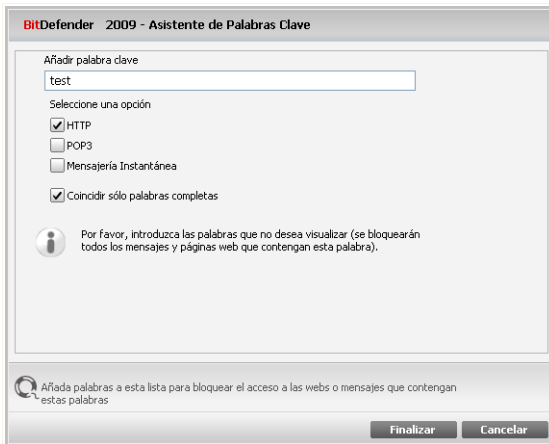 BitDefender 2009 - Asistente de Palabras Clave
Añadir palabra clave
test
Seleccione una opción
HTTP
POP3
Mensajería Instantánea
Coincidir sólo palabras completas
Por favor, introduzca las palabras que no desea visualizar (se bloquearán
todos los mensajes y páginas web que contengan esta palabra).
Añada palabras a esta lista para bloquear el acceso a las webs o mensajes que contengan
estas palabras
Finalizar Cancelar